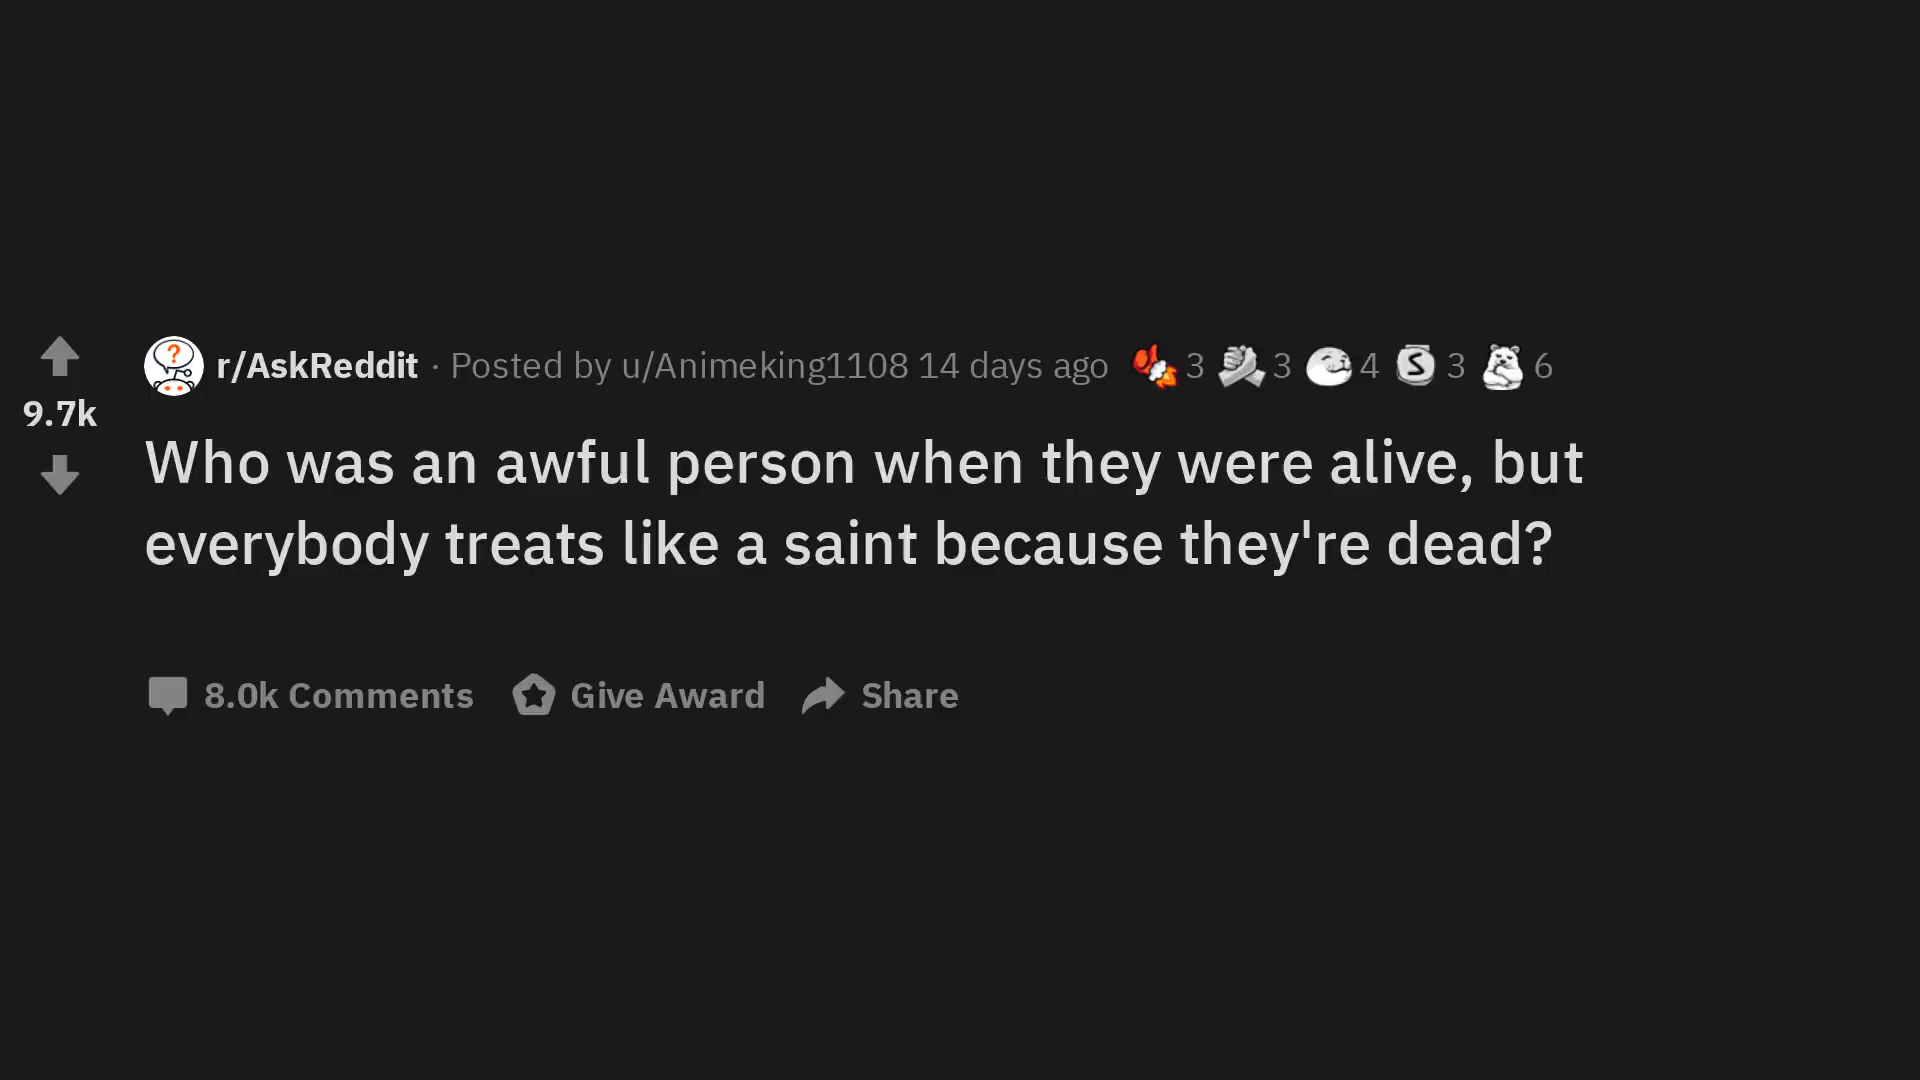 r/AskReddit · Posted by u/Animeking1108 14 days ago 3 3 4 S 3 6
9.7k
Who was an awful person when they were alive, but
everybody treats like a saint because they're dead?
8.0k Comments Give Award Share